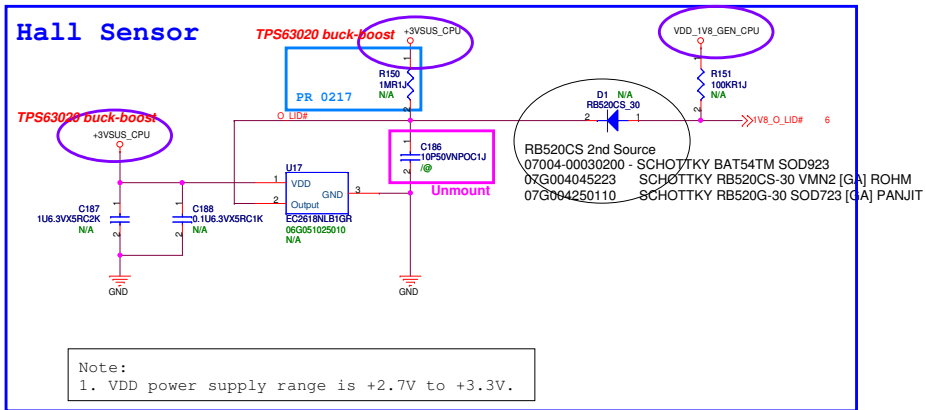 Hall Sensor
TPS63020 buck-boost
+3VSUS_CPU
VDD_1V8_GEN_CPU
1
R150
1MR1J
N/A
2
PR 0217
1
R151
100KR1J
N/A
2
TPS63020 buck-boost
+3VSUS_CPU
O_LID#
D1 N/A
RB520CS_30
2 1
1V8_O_LID# 6
1
C186
10P50VNPOC1J
/@
2
Unmount
RB520CS 2nd Source
07004-00030200 - SCHOTTKY BAT54TM SOD923
07G004045223 SCHOTTKY RB520CS-30 VMN2 [GA] ROHM
07G004250110 SCHOTTKY RB520G-30 SOD723 [GA] PANJIT
U17
1 VDD
GND 3
2 Output
EC2618NLB1GR
06G051025010
N/A
1
C187
1U6.3VX5RC2K
N/A
2
1
C188
0.1U6.3VX5RC1K
N/A
2
GND
GND
Note:
1. VDD power supply range is +2.7V to +3.3V.